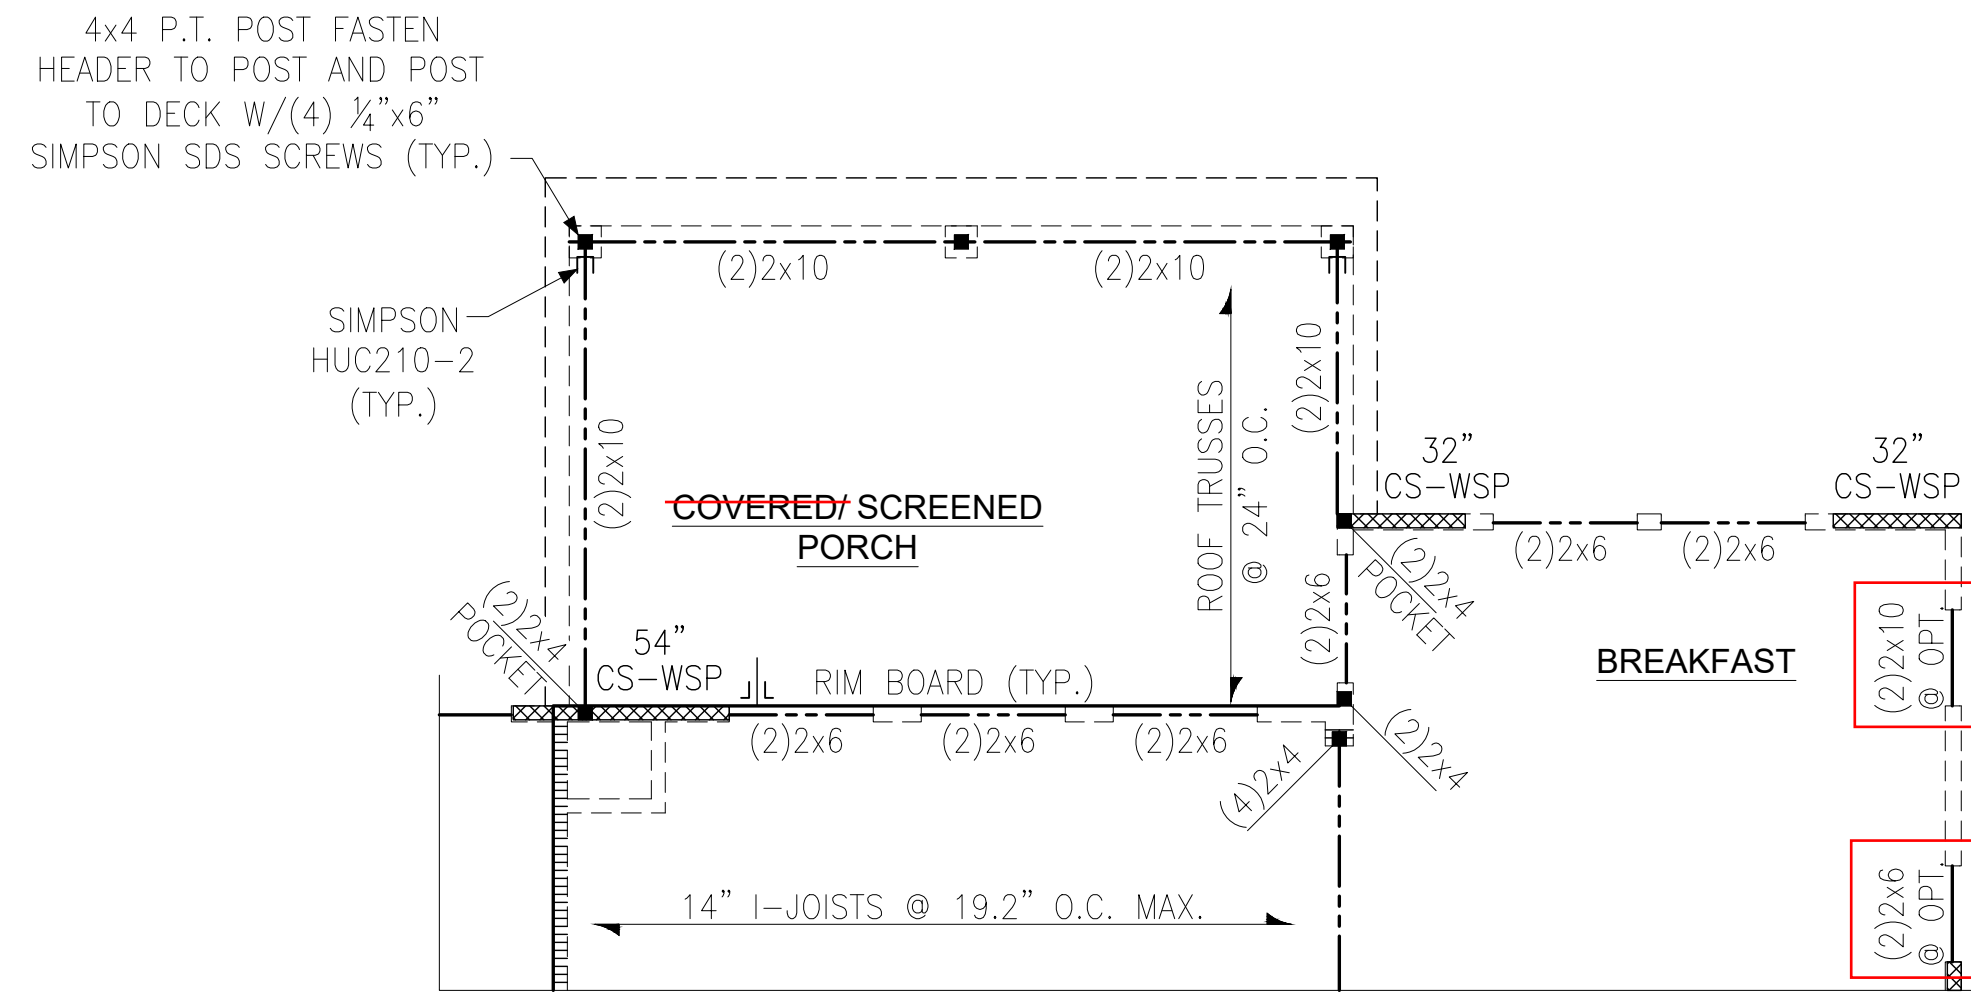 4x4 P.T. POST FASTEN
HEADER TO POST AND POST
TO DECK W/(4) ¼”x6”
SIMPSON SDS SCREWS (TYP.)
(2)2x10
(2)2x10
SIMPSON
HUC210-2
(TYP.)
(2)2x10
(2)2x10
ROOF TRUSSES
@ 24” O.C.
32”
CS-WSP
32”
CS-WSP
COVERED/ SCREENED
PORCH
(2)2x6
(2)2x6
(2)2x4
POCKET
(2)2x4
POCKET
54”
CS-WSP
RIM BOARD (TYP.)
(2)2x6
BREAKFAST
(2)2x10
@ OPT.
(2)2x6
(2)2x6
(2)2x6
(4)2x4
(2)2x4
14” I-JOISTS @ 19.2” O.C. MAX.
(2)2x6
@ OPT.